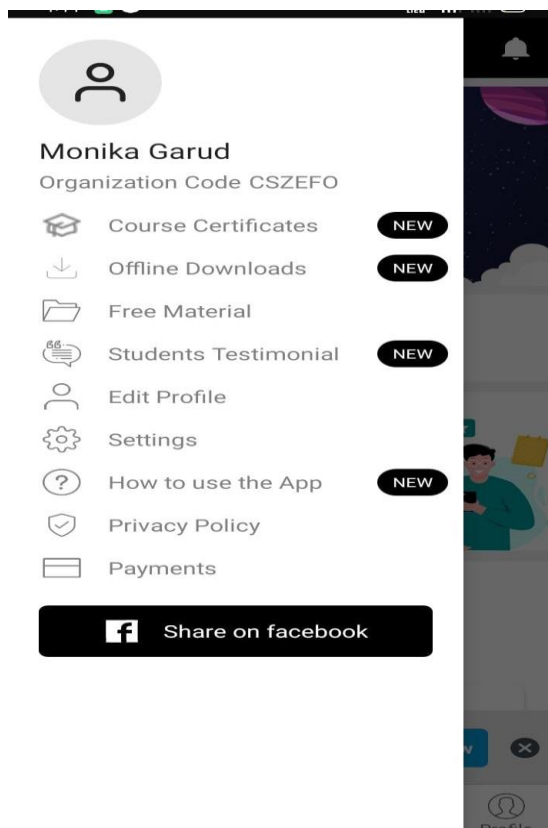 Monika Garud
Organization Code CSZEFO
Course Certificates NEW
Offline Downloads NEW
Free Material
Students Testimonial NEW
Edit Profile
Settings
How to use the App NEW
Privacy Policy
Payments
f Share on facebook
Profile